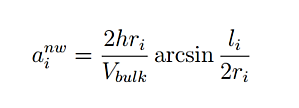 a_i^{nw} = \frac{2hr_i}{V_{bulk}} \arcsin \frac{l_i}{2r_i}